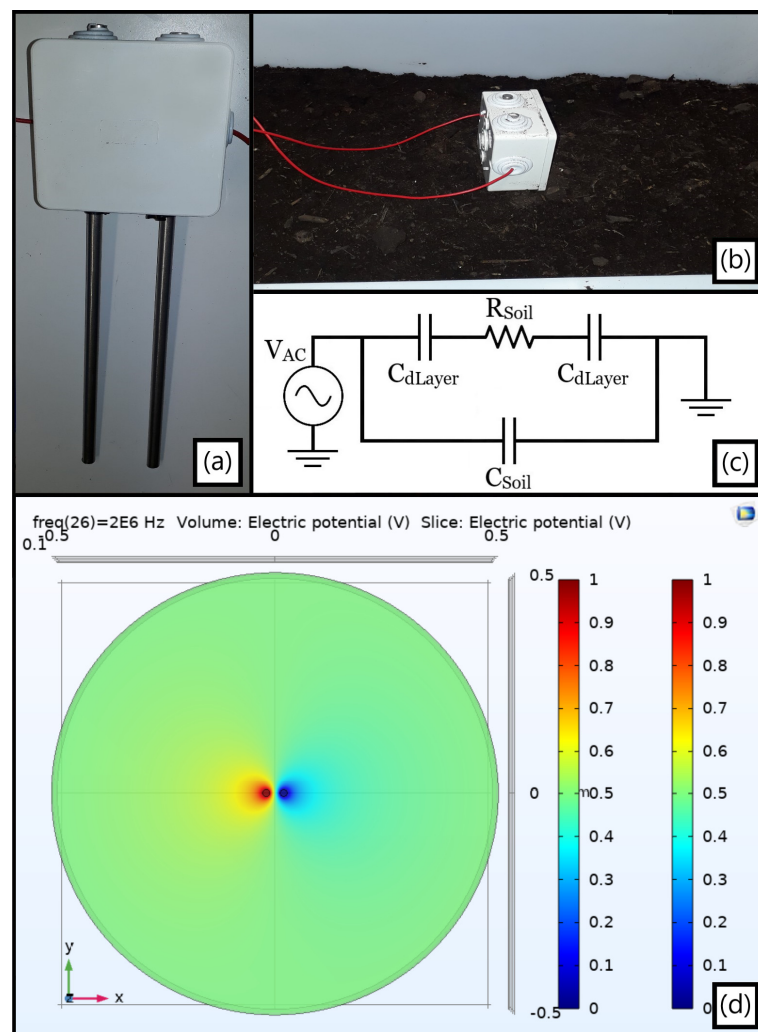 (a)
(b)
V_AC
C_dLayer
R_Soil
C_dLayer
C_Soil
(c)
freq(26)=2E6 Hz Volume: Electric potential (V) Slice: Electric potential (V)
0.1
-0.5
0
0.5
0.5
0
-0.5
m
1
0.9
0.8
0.7
0.6
0.5
0.4
0.3
0.2
0.1
0
1
0.9
0.8
0.7
0.6
0.5
0.4
0.3
0.2
0.1
0
y
z
x
(d)